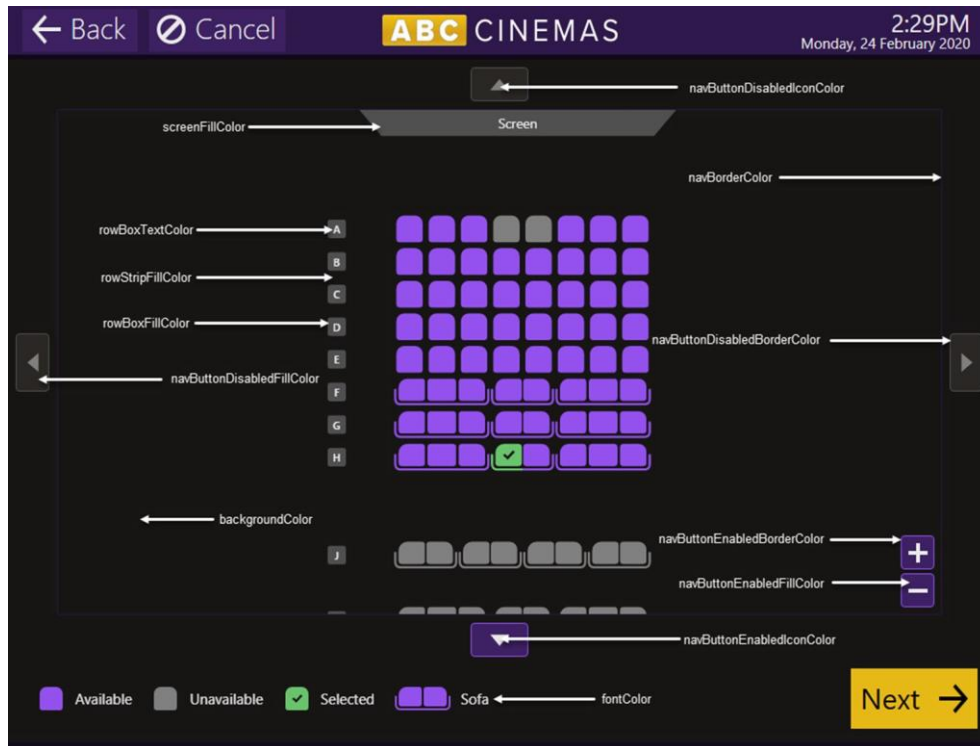 Back
Cancel
ABC CINEMAS
2:29PM
Monday, 24 February 2020
navButtonDisabledIconColor
screenFillColor
Screen
navBorderColor
rowBoxTextColor
A
B
rowStripFillColor
C
rowBoxFillColor
D
navButtonDisabledBorderColor
E
navButtonDisabledFillColor
F
G
H
backgroundColor
navButtonEnabledBorderColor
J
navButtonEnabledFillColor
navButtonEnabledIconColor
Available
Unavailable
Selected
Sofa
fontColor
Next